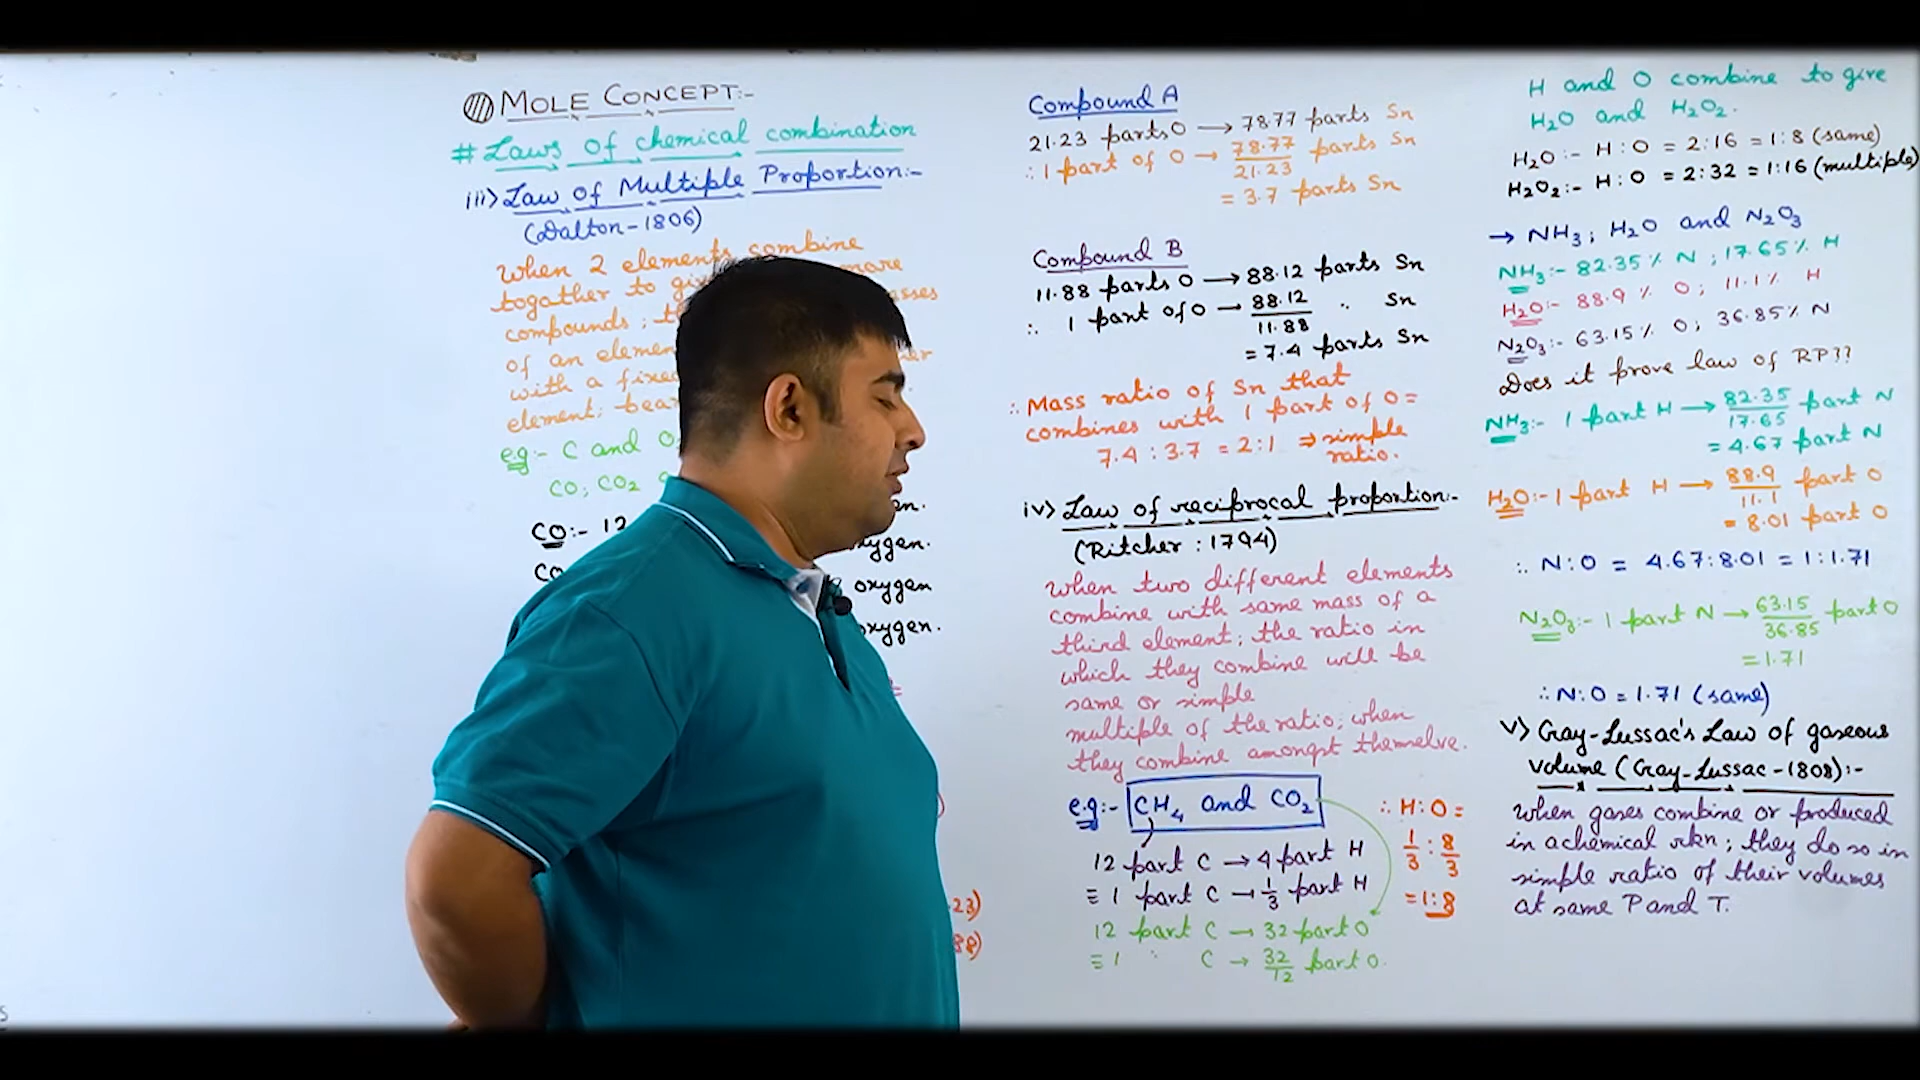 MOLE CONCEPT:-
# Laws of chemical combination
iii> Law of Multiple Proportion:-
(Dalton-1806)
When 2 elements combine
togather to more
compounds; asses
of an elemen
with a fixe
element; bear
e.g:- C and O
CO; CO2
CO:- 12
CO
oxygen
oxygen.
23)
88)
Compound A
21.23 parts O → 78.77 parts Sn
∴ 1 part of O → 78.77/21.23 parts Sn
= 3.7 parts Sn
Compound B
11.88 parts O → 88.12 parts Sn
∴ 1 part of O → 88.12/11.88 " Sn
= 7.4 parts Sn
∴ Mass ratio of Sn that
combines with 1 part of O =
7.4 : 3.7 = 2:1 ⇒ simple
ratio.
iv> Law of reciprocal proportion:-
(Ritcher : 1794)
When two different elements
combine with same mass of a
third element; the ratio in
which they combine will be
same or simple
multiple of the ratio; when
they combine amongst themselve.
e.g:- CH4 and CO2
12 part C → 4 part H
≡ 1 part C → 1/3 part H
12 part C → 32 part O
≡ 1 " C → 32/12 part O.
∴ H:O =
1/3 : 8/3
= 1:8
H and O combine to give
H2O and H2O2.
H2O:- H:O = 2:16 = 1:8 (same)
H2O2:- H:O = 2:32 = 1:16 (multiple)
→ NH3; H2O and N2O3
NH3:- 82.35% N; 17.65% H
H2O:- 88.9% O; 11.1% H
N2O3:- 63.15% O; 36.85% N
Does it prove law of RP??
NH3:- 1 part H → 82.35/17.65 part N
= 4.67 part N
H2O:- 1 part H → 88.9/11.1 part O
= 8.01 part O
∴ N:O = 4.67:8.01 = 1:1.71
N2O3:- 1 part N → 63.15/36.85 part O
= 1.71
∴ N:O = 1.71 (same)
v> Gay-Lussac's Law of gaseous
volume (Gay-Lussac-1808):-
When gases combine or produced
in a chemical rxn; they do so in
simple ratio of their volumes
at same P and T.